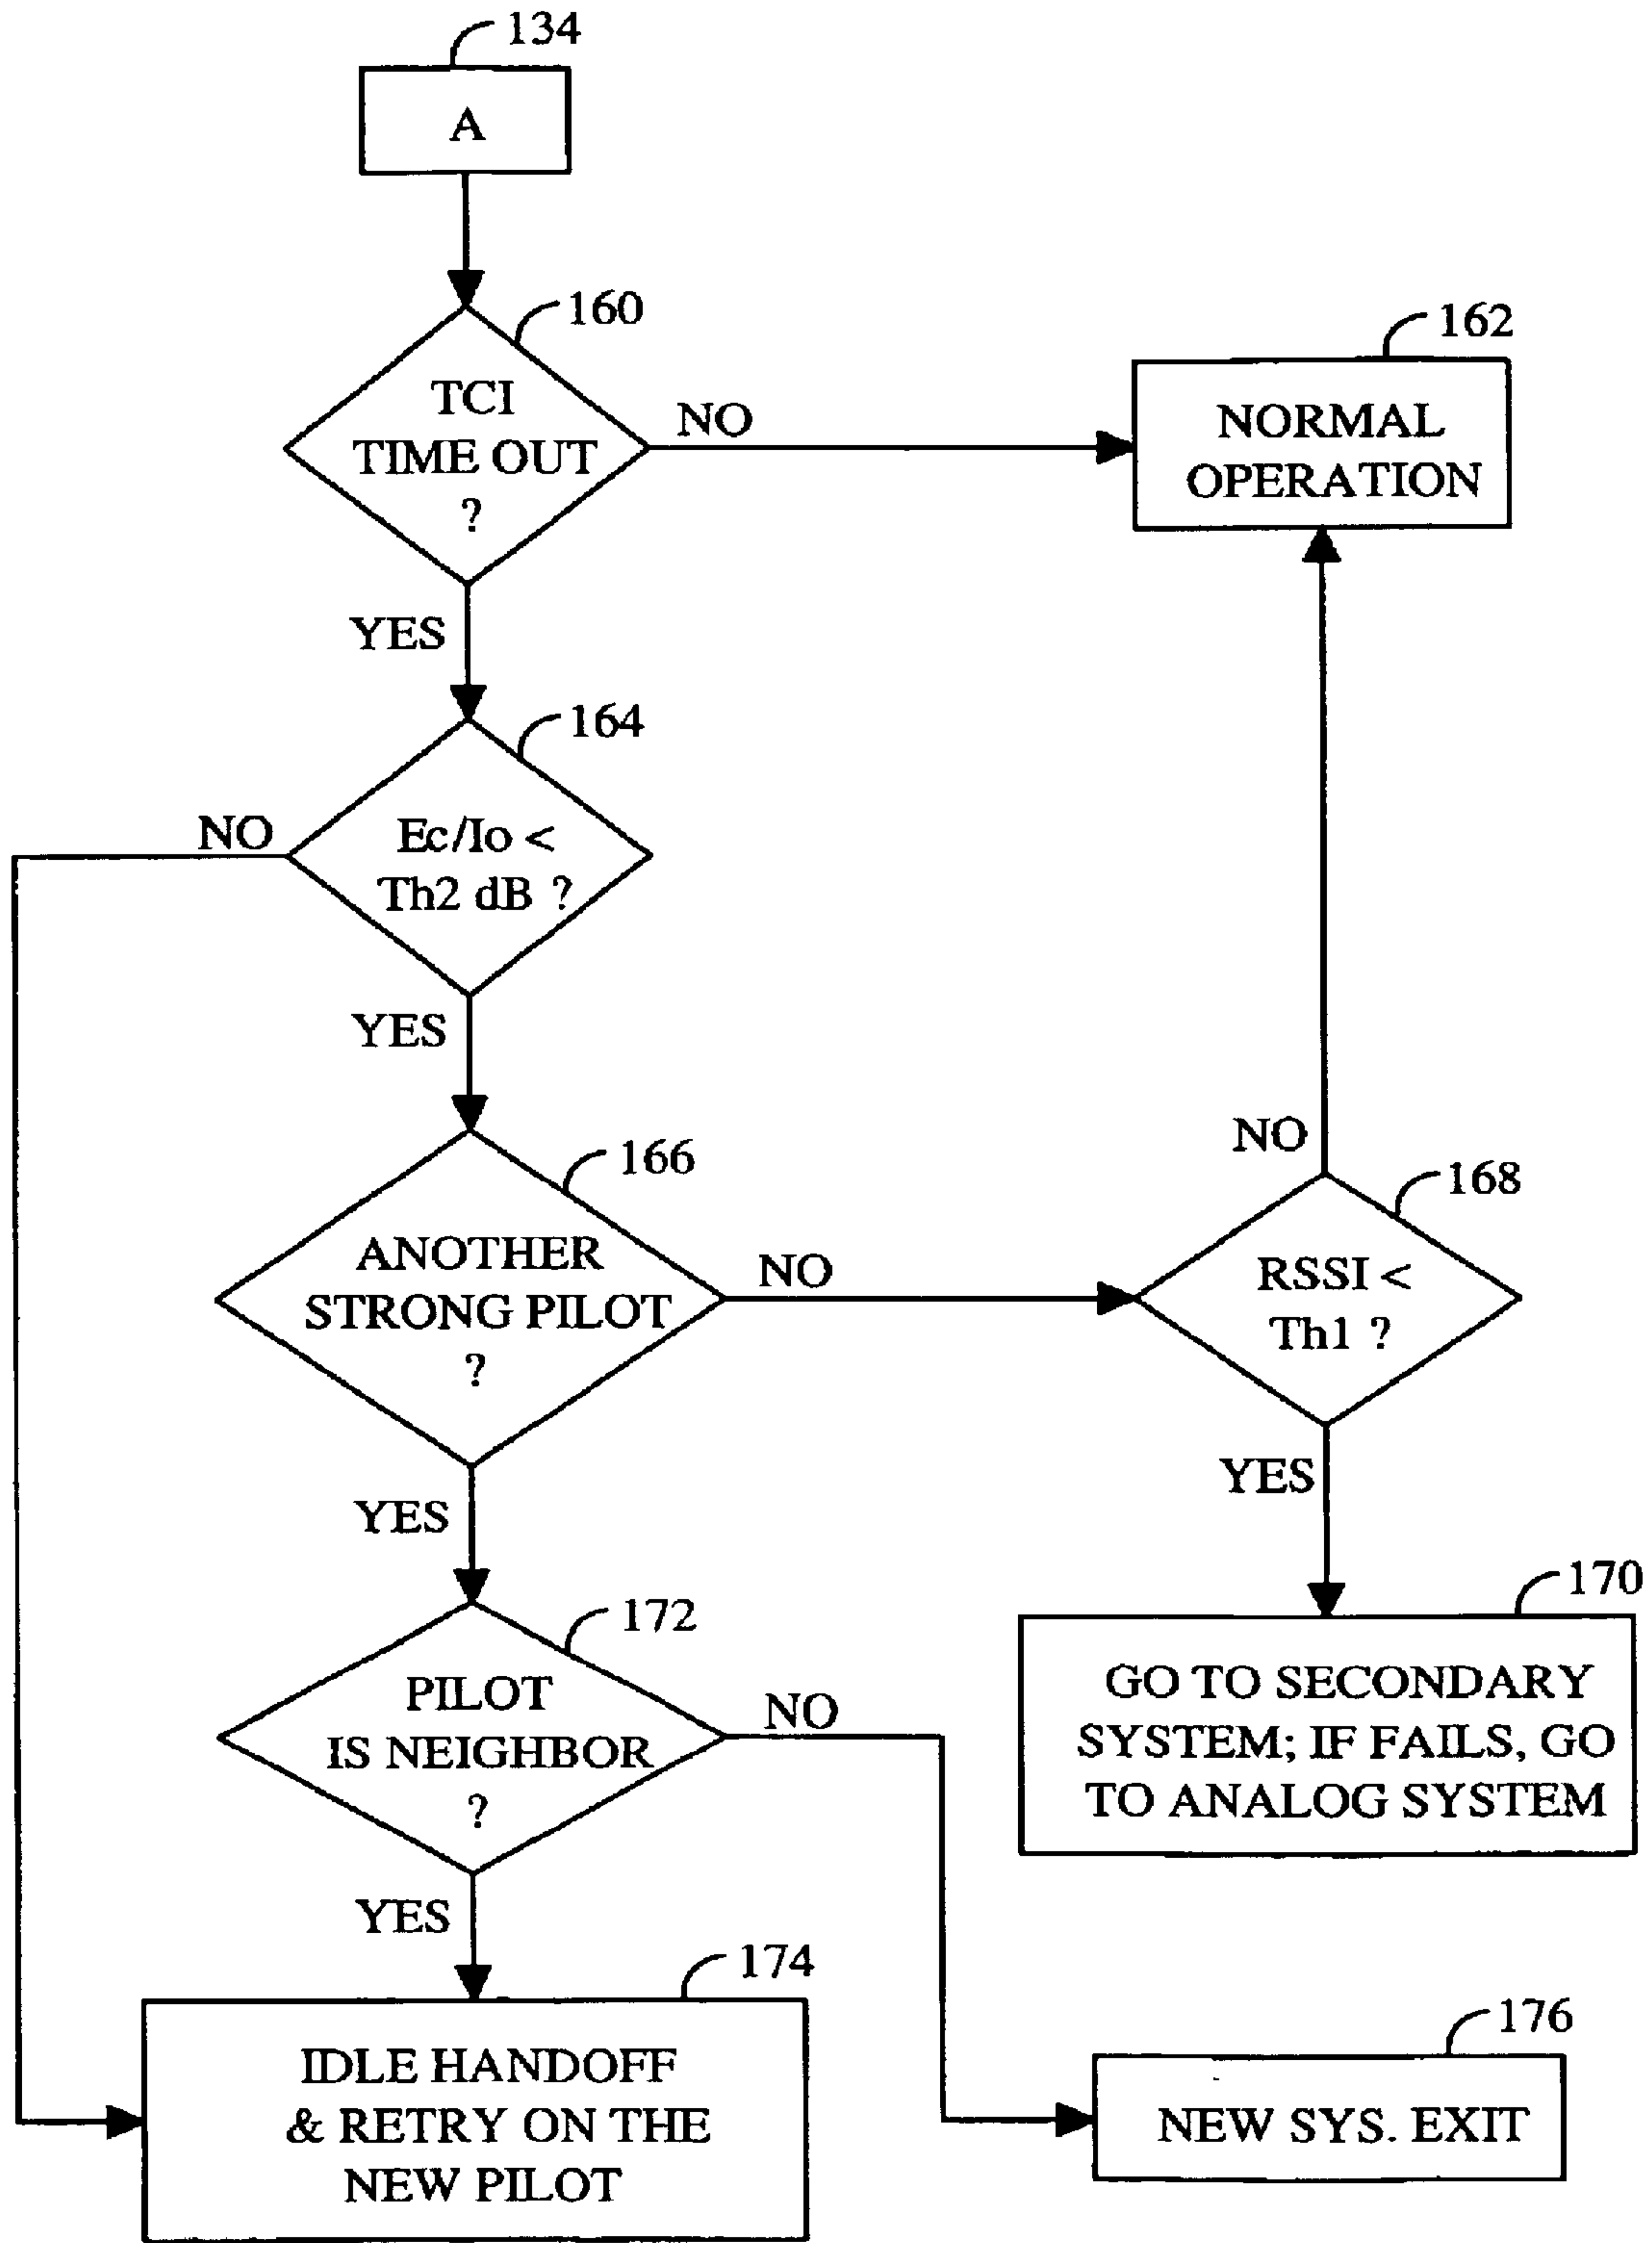 134
A
160
TCI
TIME OUT
?
NO
162
NORMAL
OPERATION
YES
164
Ec/Io <
Th2 dB ?
NO
YES
166
ANOTHER
STRONG PILOT
?
NO
NO
168
RSSI <
Th1 ?
YES
170
GO TO SECONDARY
SYSTEM; IF FAILS, GO
TO ANALOG SYSTEM
YES
172
PILOT
IS NEIGHBOR
?
NO
YES
174
IDLE HANDOFF
& RETRY ON THE
NEW PILOT
176
NEW SYS. EXIT